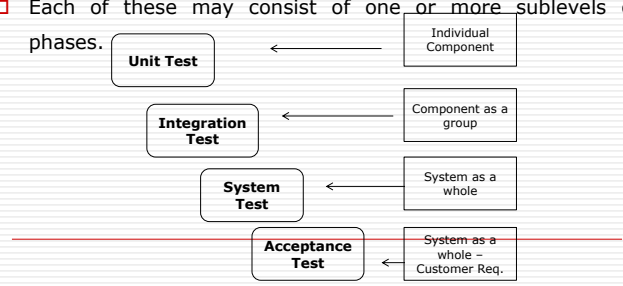 Each of these may consist of one or more sublevels
phases.
Unit Test
Individual
Component
Integration
Test
Component as a
group
System
Test
System as a
whole
Acceptance
Test
System as a
whole –
Customer Req.